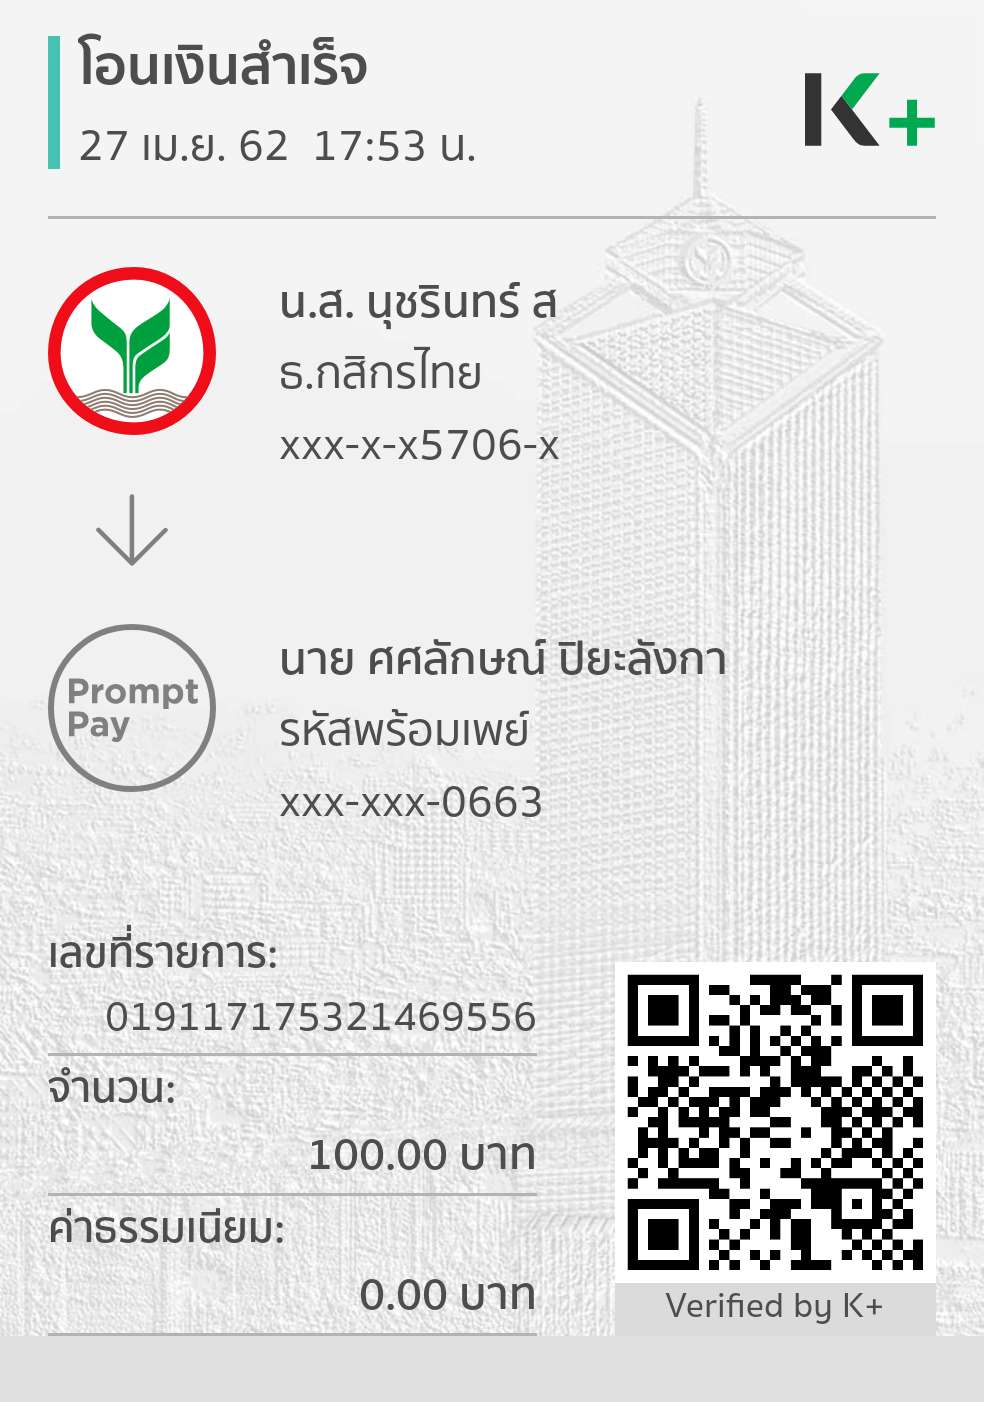 โอนเงินสำเร็จ
27 เม.ย. 62 17:53 น.
K+
น.ส. นุชรินทร์ ส
ธ.กสิกรไทย
xxx-x-x5706-x
Prompt
Pay
นาย ศศลักษณ์ ปิยะลังกา
รหัสพร้อมเพย์
xxx-xxx-0663
เลขที่รายการ:
019117175321469556
จำนวน:
100.00 บาท
ค่าธรรมเนียม:
0.00 บาท
Verified by K+